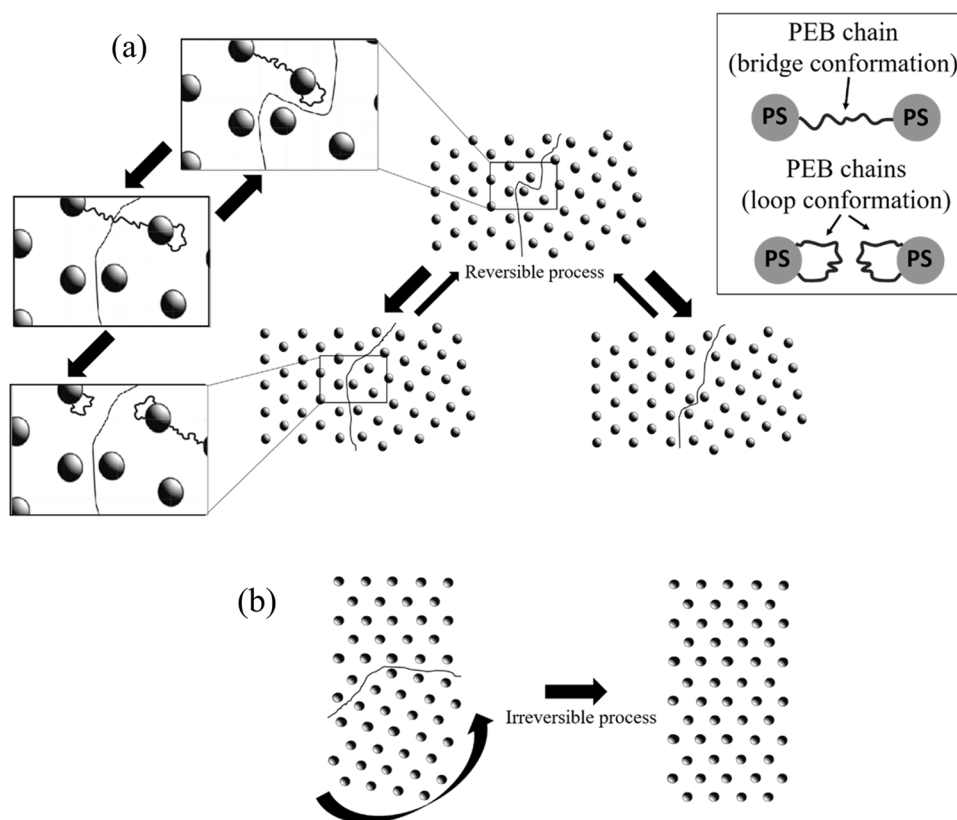 (a)
PEB chain
(bridge conformation)
PS
PS
PEB chains
(loop conformation)
PS
PS
Reversible process
(b)
Irreversible process